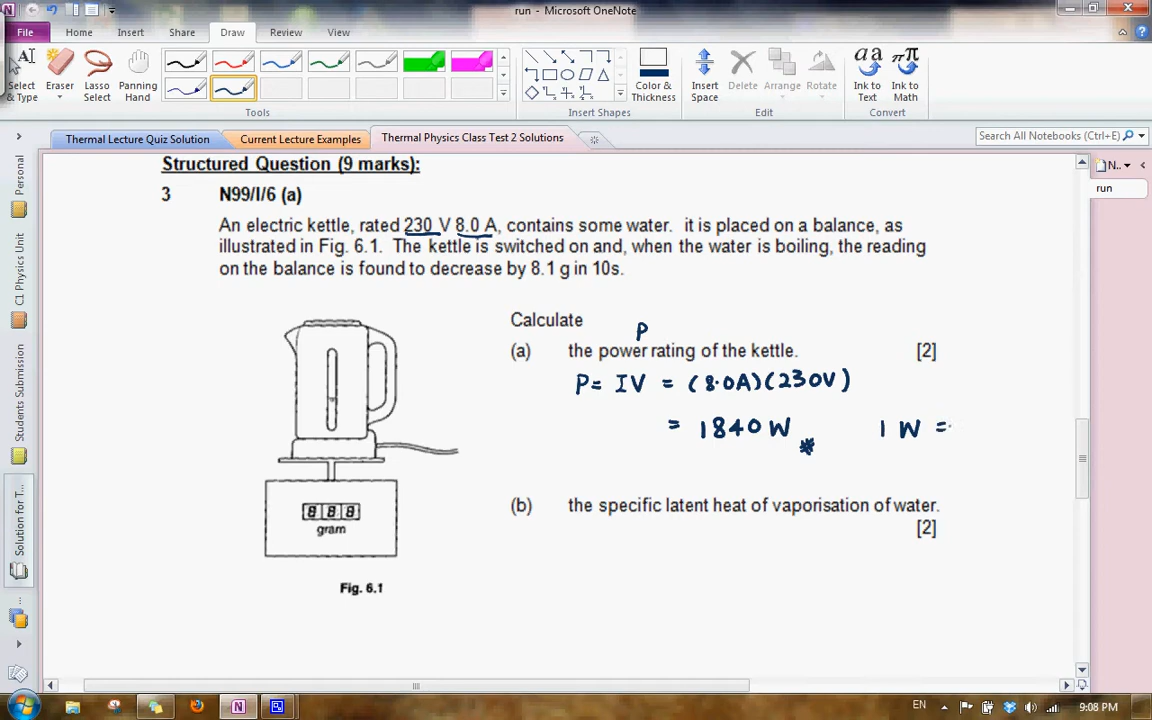 run - Microsoft OneNote
File Home Insert Draw Review View
Select & Type
Eraser
Lasso Select
Panning Hand
Color & Thickness
Insert Space
Delete
Arrange
Rotate
Ink to Text
Ink to Math
Tools
Insert Shapes
Edit
Convert
Thermal Lecture Quiz Solution
Current Lecture Examples
Thermal Physics Class Test 2 Solutions
Search All Notebooks (Ctrl+E)
N..
run
Personal
C1 Physics Unit
Students Submission
Solution for T...
Structured Question (9 marks):
3 N99/I/6 (a)
An electric kettle, rated 230 V 8.0 A, contains some water. it is placed on a balance, as
illustrated in Fig. 6.1. The kettle is switched on and, when the water is boiling, the reading
on the balance is found to decrease by 8.1 g in 10s.
Calculate
P
(a) the power rating of the kettle. [2]
P = IV = (8.0A)(230V)
= 1840 W * 1 W =
(b) the specific latent heat of vaporisation of water.
[2]
8.8.8
gram
Fig. 6.1
EN
9:08 PM